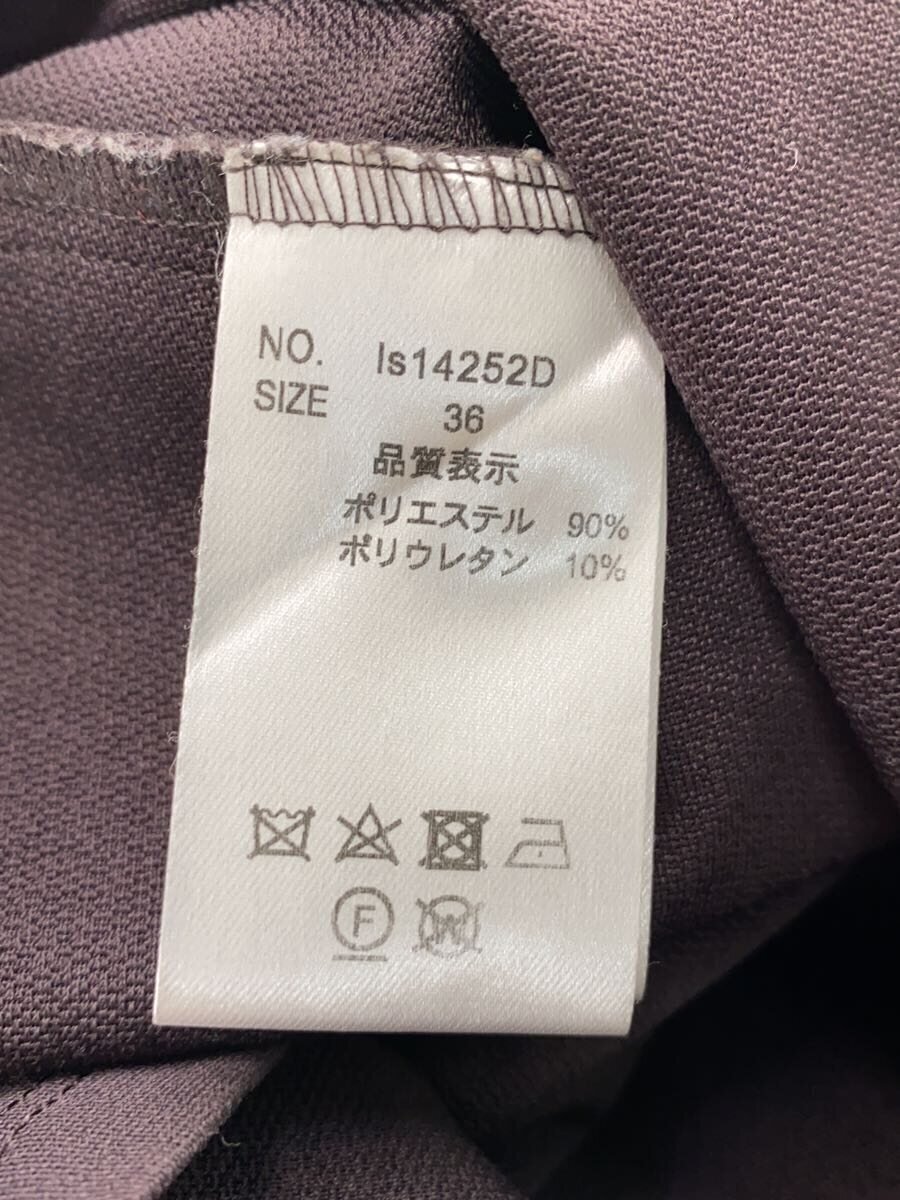 NO. ls14252D
SIZE 36
品質表示
ポリエステル 90%
ポリウレタン 10%
F W